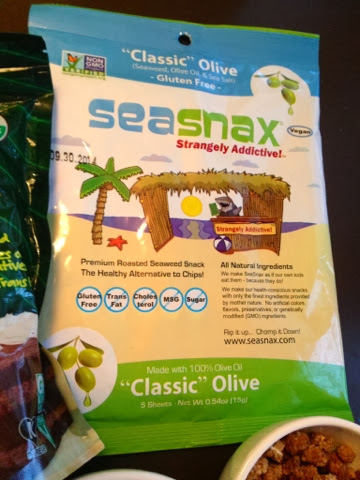 NON
GMO
VERIFIED
"Classic" Olive
(Seaweed, Olive Oil, & Sea Salt)
- Gluten Free -
seasnax®
Strangely Addictive!™
Vegan
09.30.2014
Strangely Addictive!
Premium Roasted Seaweed Snack
The Healthy Alternative to Chips!
Gluten Free
Trans Fat
Choles terol
MSG
Sugar
All Natural Ingredients
We make SeaSnax as if our own kids
eat them - because they do!
We make our health-conscious snacks
with only the finest ingredients provided
by mother nature. No artificial colors,
flavors, preservatives, or genetically
modified (GMO) ingredients.
Rip it up... Chomp it Down!
www.seasnax.com
Made with 100% Olive Oil
"Classic" Olive
5 Sheets - Net Wt 0.54oz (15g)